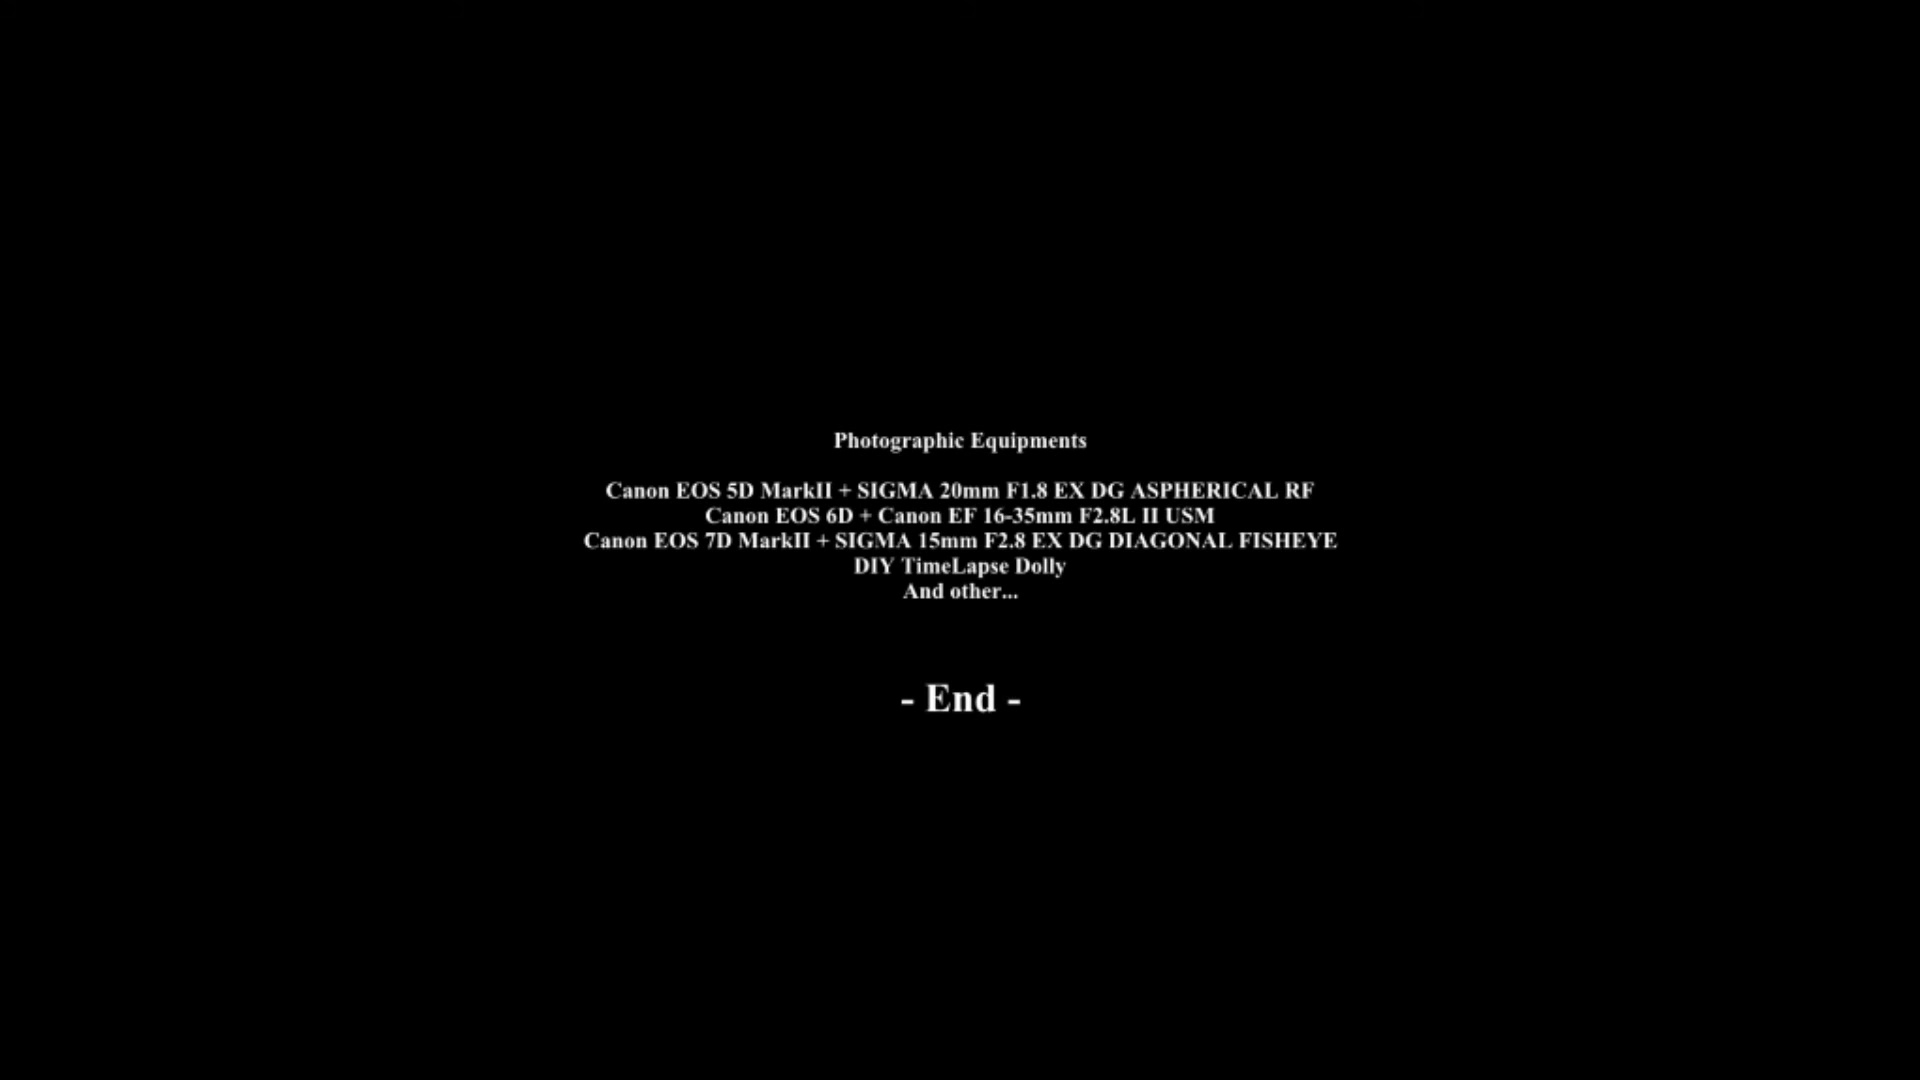 Photographic Equipments
Canon EOS 5D MarkII + SIGMA 20mm F1.8 EX DG ASPHERICAL RF
Canon EOS 6D + Canon EF 16-35mm F2.8L II USM
Canon EOS 7D MarkII + SIGMA 15mm F2.8 EX DG DIAGONAL FISHEYE
DIY TimeLapse Dolly
And other...
- End -